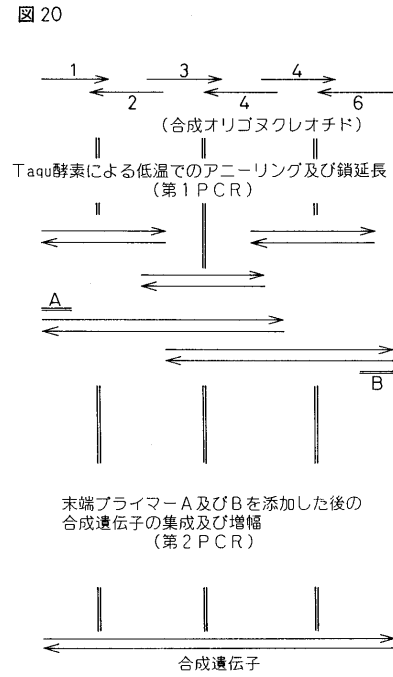 図20
1 3 4
2 4 6
(合成オリゴヌクレオチド)
Taqu酵素による低温でのアニーリング及び鎖延長
(第1PCR)
A
B
末端プライマーA及びBを添加した後の
合成遺伝子の集成及び増幅
(第2PCR)
合成遺伝子